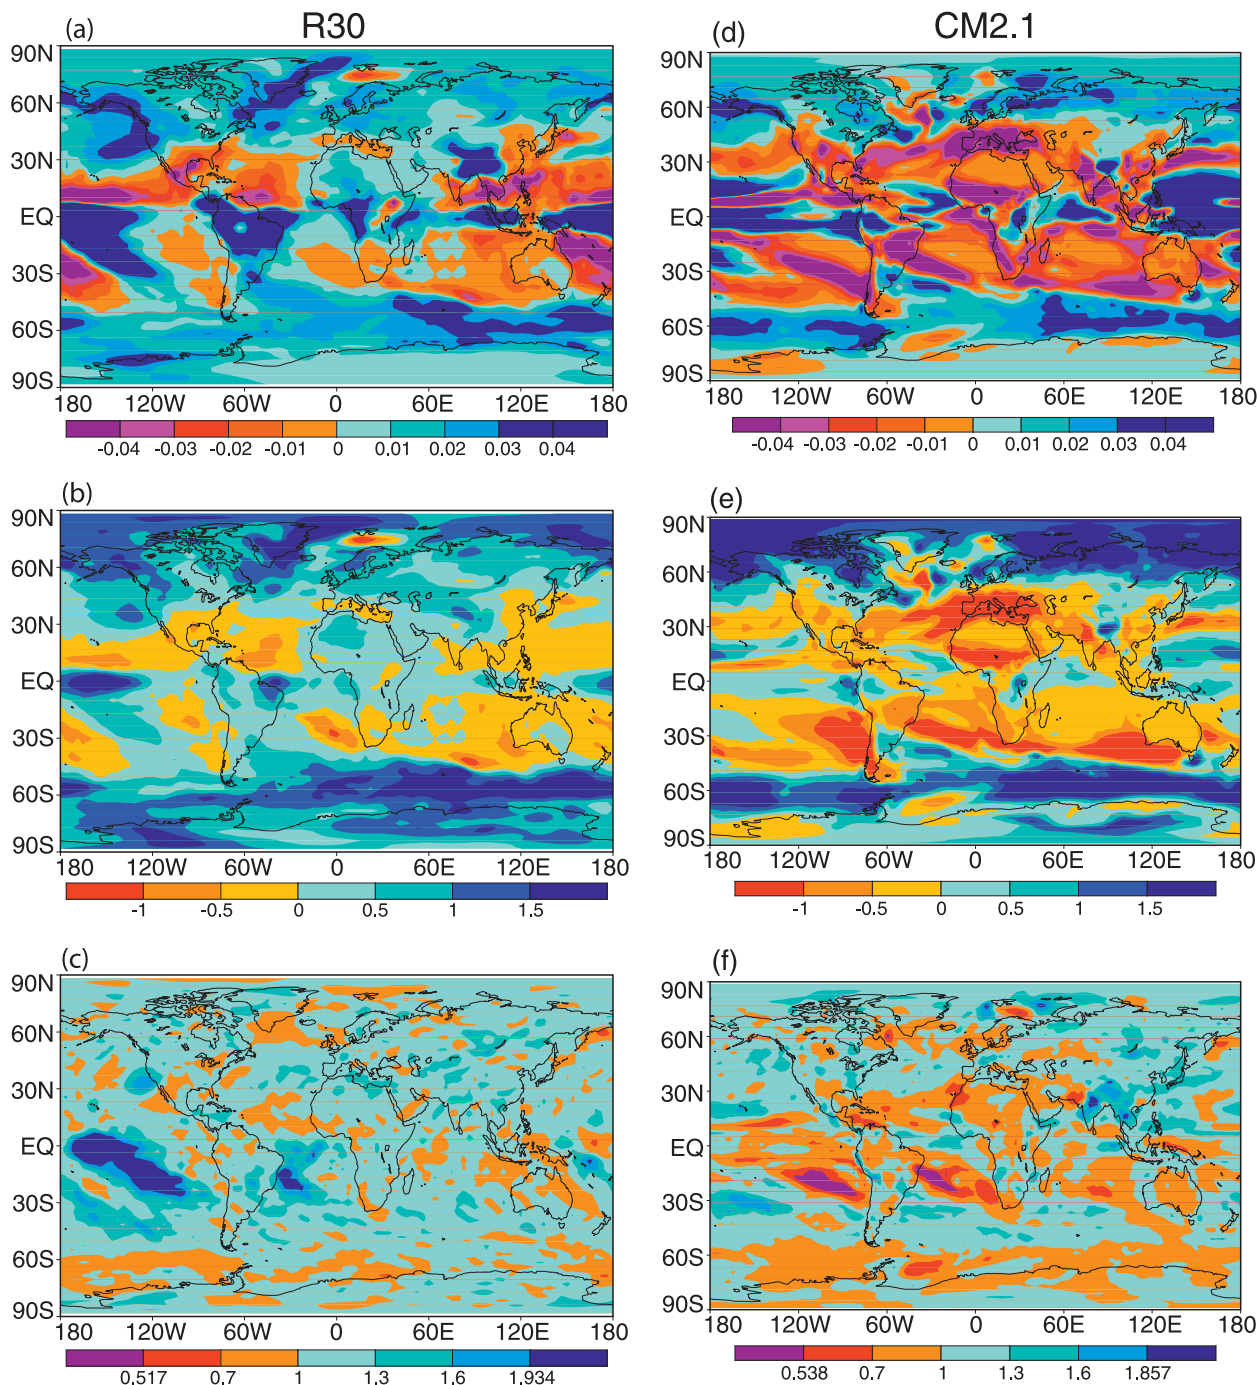 R30
CM2.1
(a)
90N
60N
30N
EQ
30S
60S
90S
180 120W 60W 0 60E 120E 180
-0.04 -0.03 -0.02 -0.01 0 0.01 0.02 0.03 0.04
(d)
90N
60N
30N
EQ
30S
60S
90S
180 120W 60W 0 60E 120E 180
-0.04 -0.03 -0.02 -0.01 0 0.01 0.02 0.03 0.04
(b)
90N
60N
30N
EQ
30S
60S
90S
180 120W 60W 0 60E 120E 180
-1 -0.5 0 0.5 1 1.5
(e)
90N
60N
30N
EQ
30S
60S
90S
180 120W 60W 0 60E 120E 180
-1 -0.5 0 0.5 1 1.5
(c)
90N
60N
30N
EQ
30S
60S
90S
180 120W 60W 0 60E 120E 180
0.517 0.7 1 1.3 1.6 1.934
(f)
90N
60N
30N
EQ
30S
60S
90S
180 120W 60W 0 60E 120E 180
0.538 0.7 1 1.3 1.6 1.857